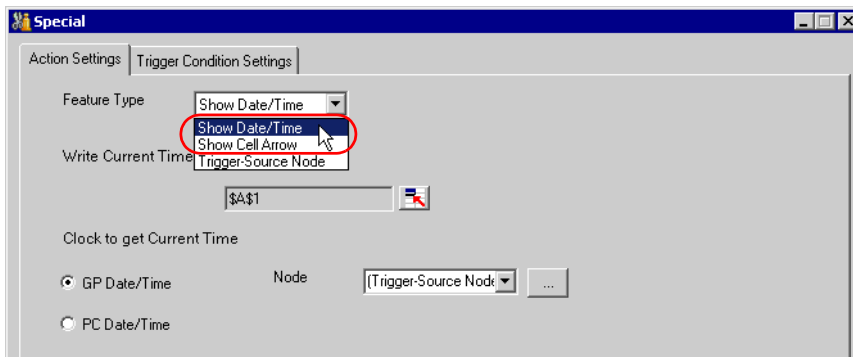 Special
Action Settings
Trigger Condition Settings
Feature Type
Show Date/Time
Show Date/Time
Show Cell Arrow
Trigger-Source Node
Write Current Time
$A$1
Clock to get Current Time
GP Date/Time
Node
(Trigger-Source Node
...
PC Date/Time